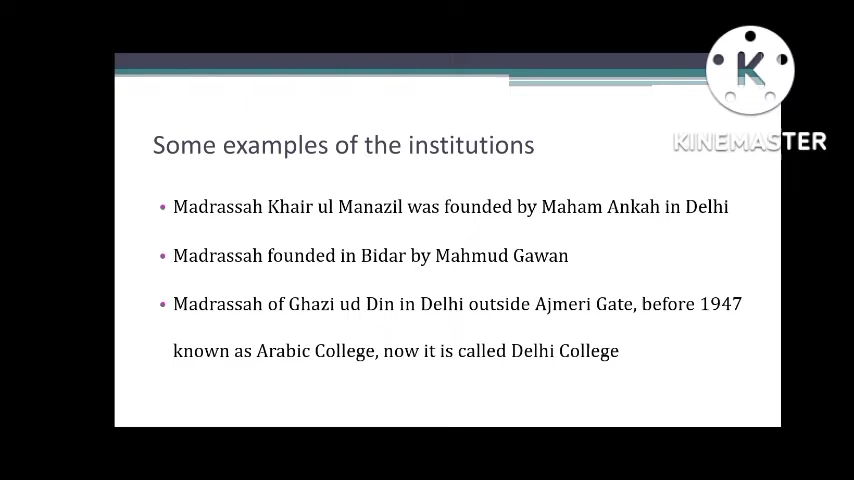 K
KINEMASTER
Some examples of the institutions
• Madrassah Khair ul Manazil was founded by Maham Ankah in Delhi
• Madrassah founded in Bidar by Mahmud Gawan
• Madrassah of Ghazi ud Din in Delhi outside Ajmeri Gate, before 1947
known as Arabic College, now it is called Delhi College